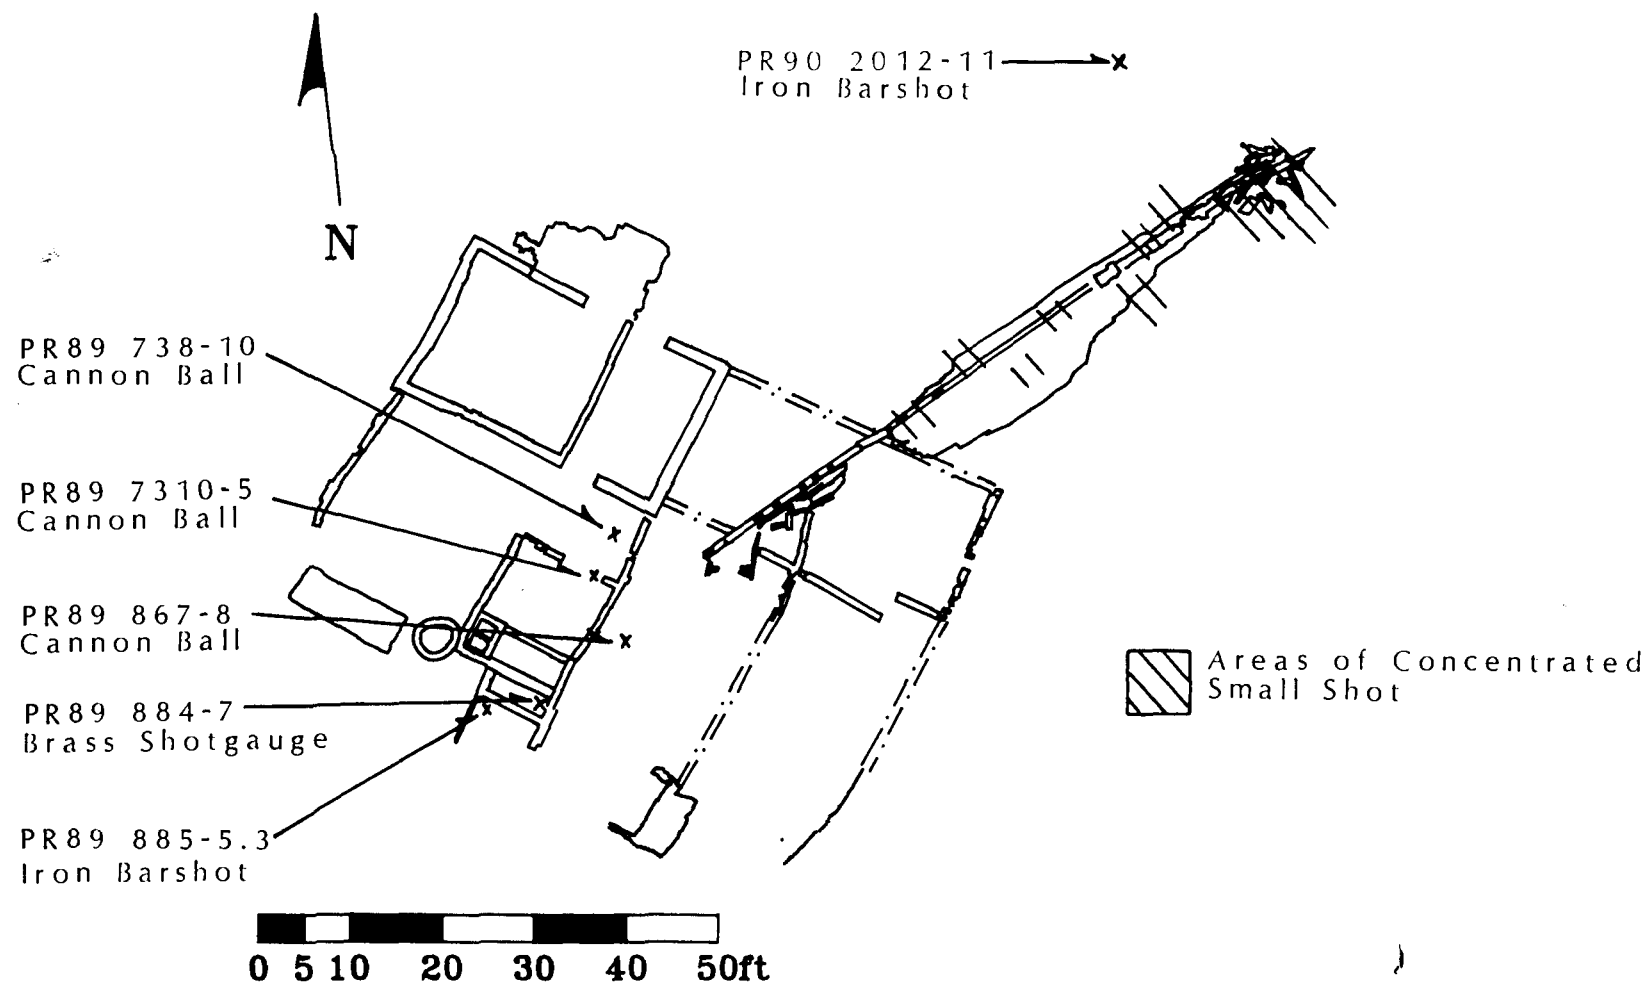 PR90 2012-11
Iron Barshot
N
PR89 738-10
Cannon Ball
PR89 7310-5
Cannon Ball
PR89 867-8
Cannon Ball
PR89 884-7
Brass Shotgauge
PR89 885-5.3
Iron Barshot
Areas of Concentrated
Small Shot
0 5 10 20 30 40 50ft